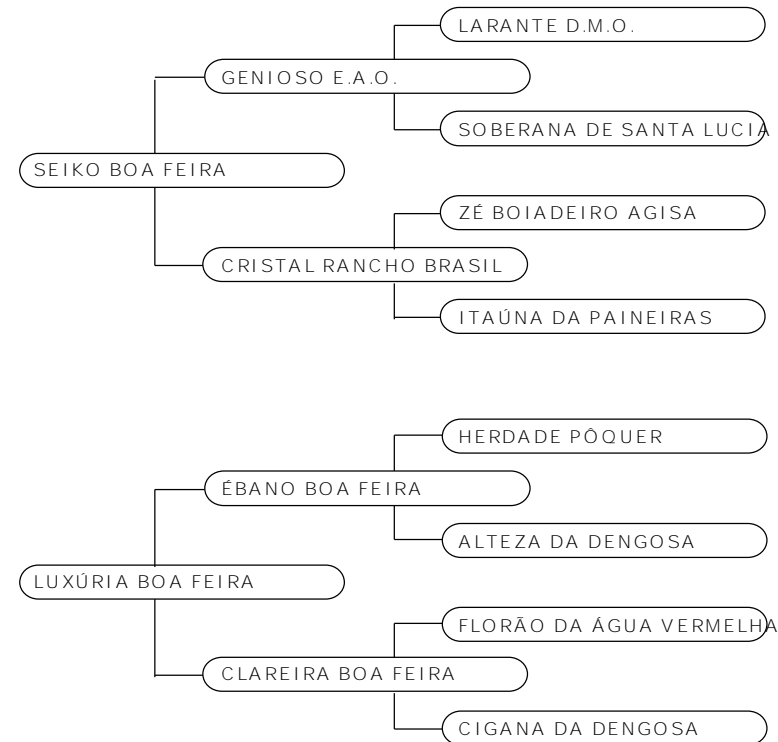 LARANTE D.M.O.
GENIOSO E.A.O.
SOBERANA DE SANTA LUCIA
SEIKO BOA FEIRA
ZÉ BOIADEIRO AGISA
CRISTAL RANCHO BRASIL
ITAÚNA DA PAINEIRAS
HERDADE PÔQUER
ÉBANO BOA FEIRA
ALTEZA DA DENGOSA
LUXÚRIA BOA FEIRA
FLORÃO DA ÁGUA VERMELHA
CLAREIRA BOA FEIRA
CIGANA DA DENGOSA